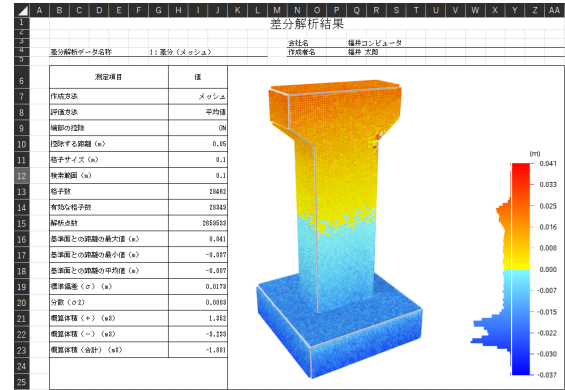 A B C D E F G H I J K L M N O P Q R S T U V W X Y Z AA
1 差分解析結果
2
3 会社名 福井コンピュータ
4 差分解析データ名称 1:差分(メッシュ) 作成者名 福井 太郎
5
6 測定項目 値
7 作成方法 メッシュ
8 評価方法 平均値
9 端部の控除 ON
10 控除する距離(m) 0.05
11 格子サイズ(m) 0.1
12 検索範囲(m) 0.1
13 格子数 28462
14 有効な格子数 28349
15 解析点数 2659533
16 基準面との距離の最大値(m) 0.041
17 基準面との距離の最小値(m) -0.037
18 基準面との距離の平均値(m) -0.007
19 標準偏差(σ)(m) 0.0173
20 分散(σ2) 0.0003
21 概算体積(+)(m3) 1.352
22 概算体積(-)(m3) -3.233
23 概算体積(合計)(m3) -1.881
24
25
(m)
0.041
0.033
0.025
0.016
0.008
0.000
-0.007
-0.015
-0.022
-0.030
-0.037